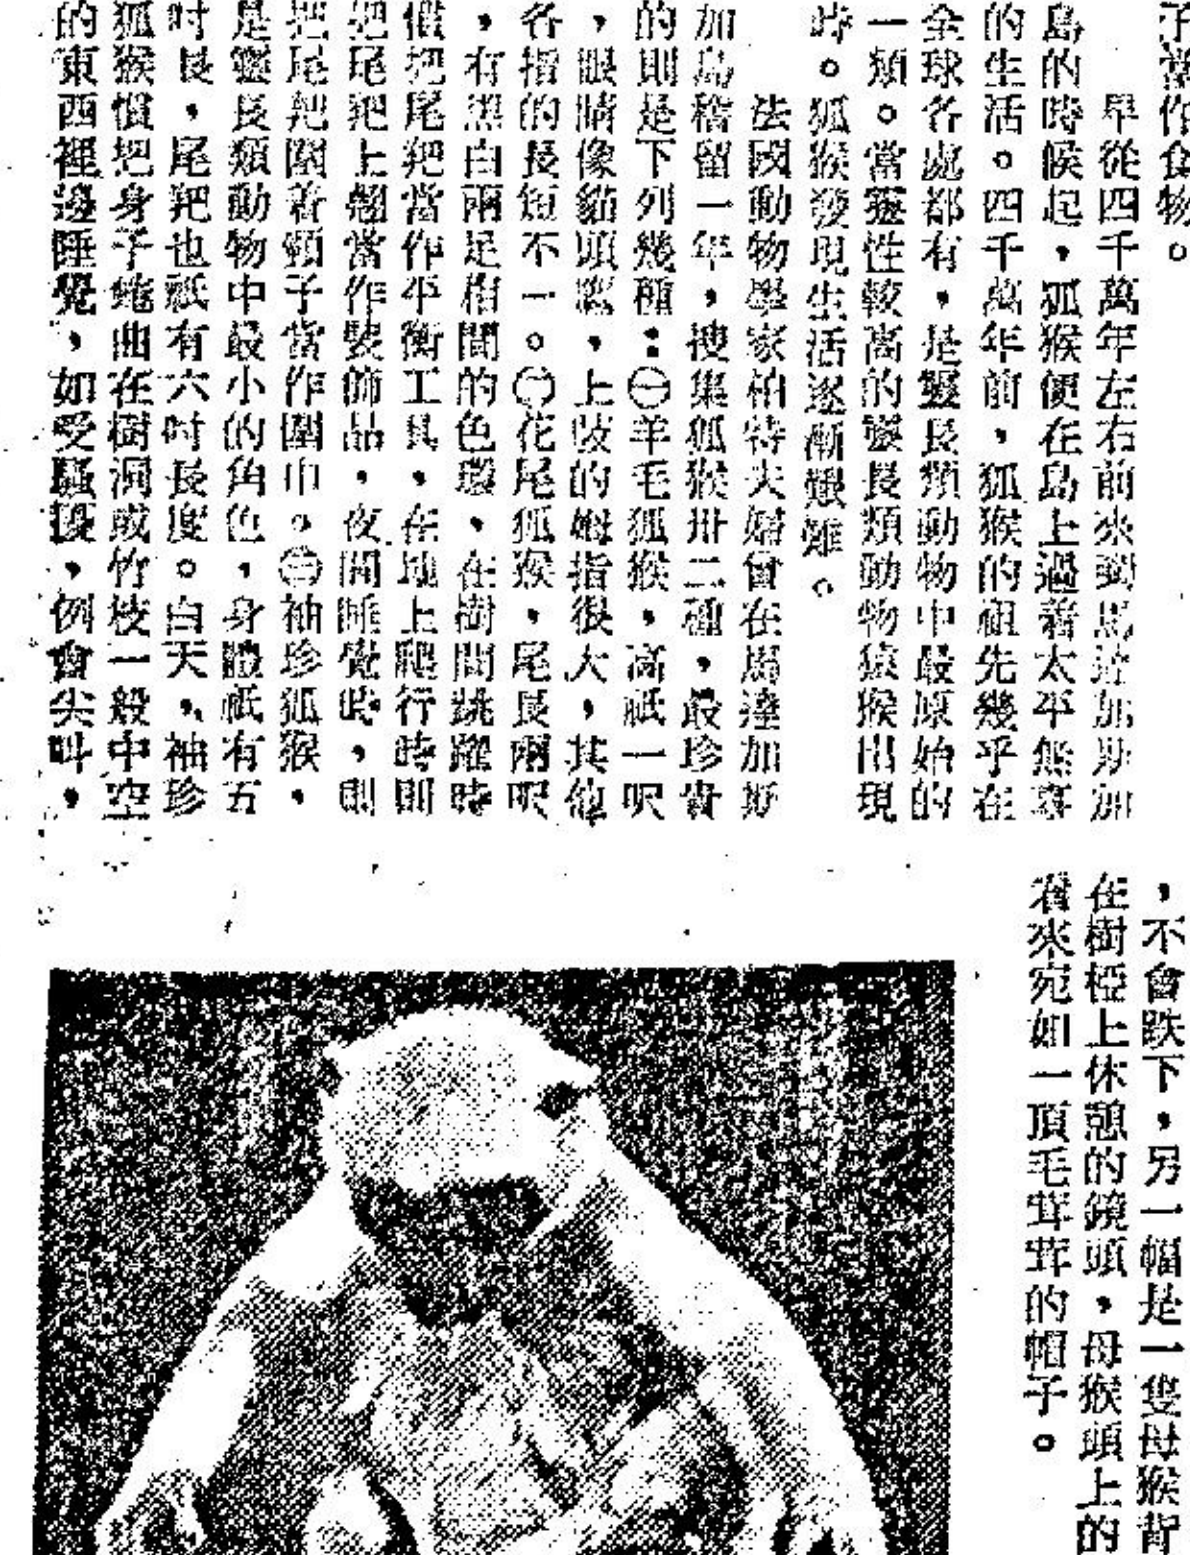 子當作食物。
早從四千萬年左右前來到馬達加斯加
島的時候起，狐猴便在島上過着太平無事
的生活。四千萬年前，狐猴的祖先幾乎在
全球各處都有，是靈長類動物中最原始的
一類。當靈性較高的靈長類動物猿猴出現
時。狐猴發現生活逐漸艱難。
法國動物學家柏特夫婦曾在馬達加斯
加島稽留一年，搜集狐猴卅二種，最珍貴
的則是下列幾種：㊀羊毛狐猴，高祇一呎
，眼睛像貓頭鷹，上肢的姆指很大，其他
各指的長短不一。㊁花尾狐猴，尾長兩呎
，有黑白兩足相間的色環，在樹間跳躍時
慣把尾把當作平衡工具，在地上爬行時則
把尾把上翹當作裝飾品，夜間睡覺時，則
把尾把圍着頸子當作圍巾。㊂袖珍狐猴，
是靈長類動物中最小的角色，身體祇有五
吋長，尾把也祇有六吋長度。白天，袖珍
狐猴慣把身子蜷曲在樹洞或竹枝一般中空
的東西裡邊睡覺，如受騷擾，例會尖叫，
，不會跌下，另一幅是一隻母猴背
在樹椏上休憩的鏡頭，母猴頭上的
看來宛如一頂毛茸茸的帽子。